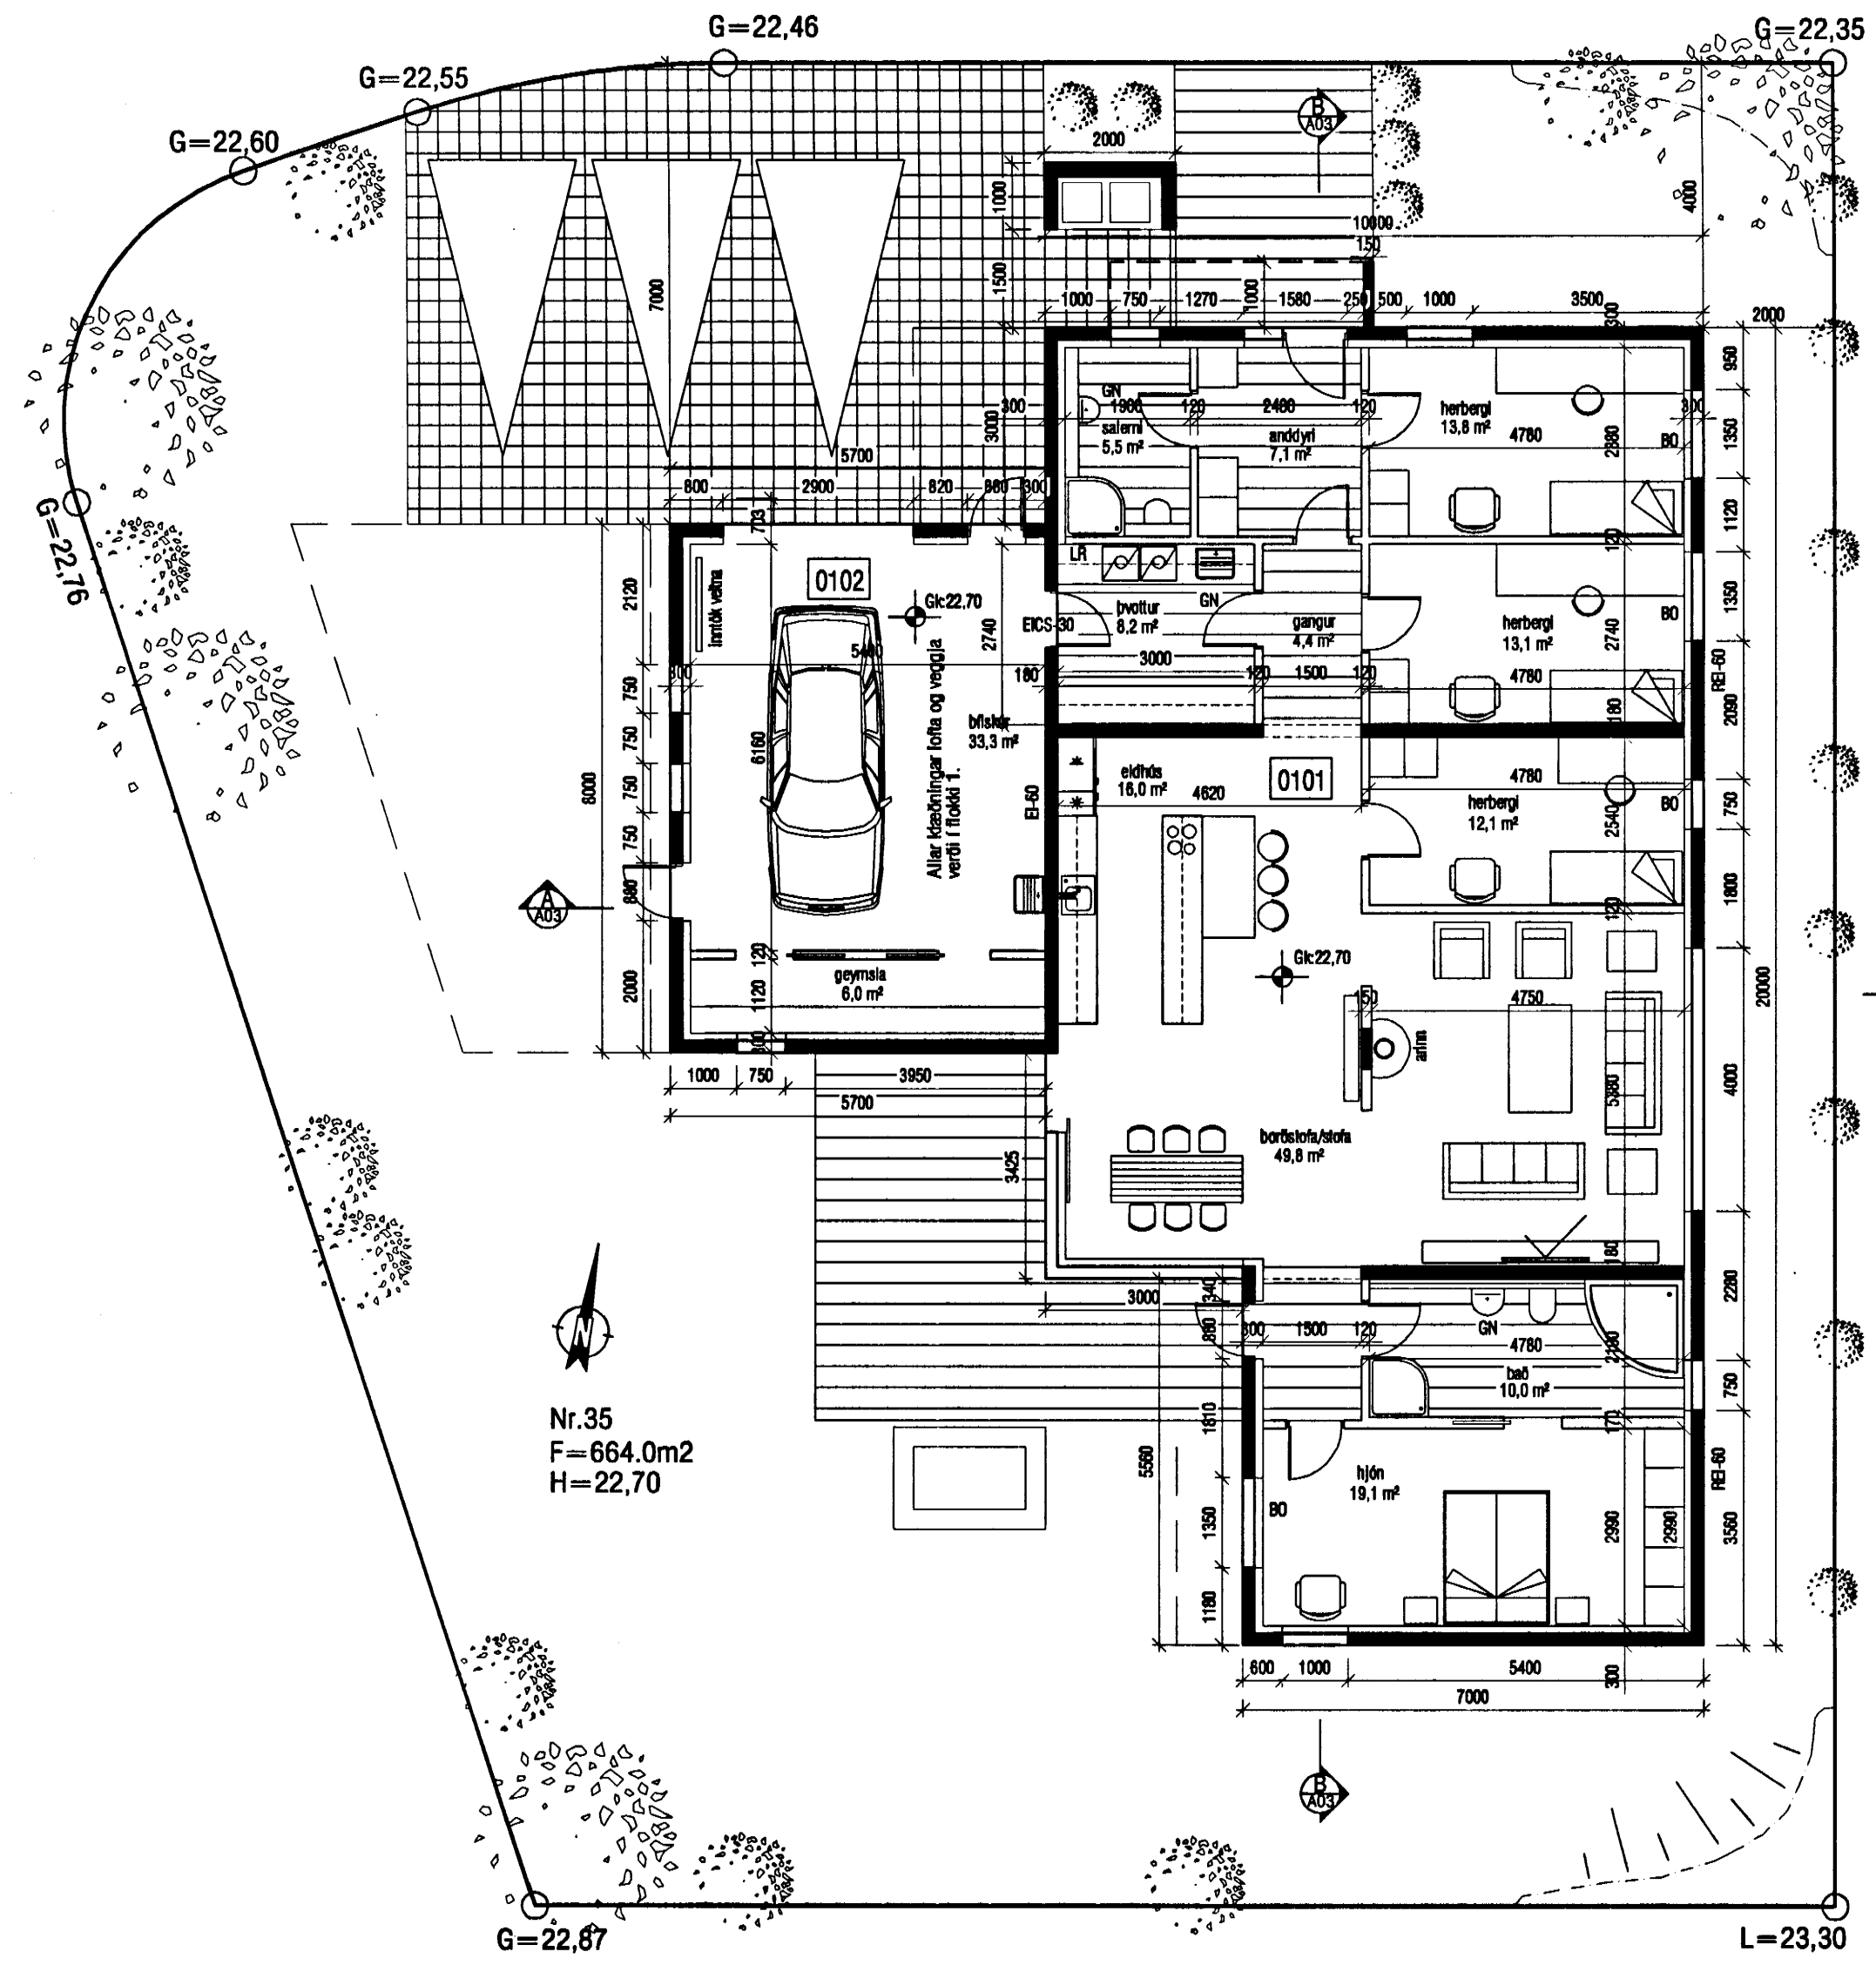 G=22,46
G=22,35
G=22,55
G=22,60
B
A03
2000
1000
4000
10000
150
1500
7000
1000
750
1270
1000
1580
250
500
1000
3500
300
2000
950
300
GN
1900
120
2480
120
herbergi
13,8 m²
300
3000
salerni
5,5 m²
anddyri
7,1 m²
4780
2880
BO
1350
5700
800
2900
820
880
300
1120
G=22,76
703
120
LR
0102
inntök veitna
Gk:22,70
2120
2740
EICS-30
þvottur
8,2 m²
GN
gangur
4,4 m²
herbergi
13,1 m²
BO
1350
2740
5400
300
180
3000
120
1500
120
4780
REI-60
2090
180
750
bílskúr
33,3 m²
Allar klæðningar lofta og veggja
verði í flokki 1.
6160
750
8000
750
750
EI-60
eldhús
16,0 m²
4620
0101
4780
herbergi
12,1 m²
2540
BO
750
1800
A
A03
880
120
120
geymsla
6,0 m²
1120
2000
300
Gk:22,70
150
4750
20000
arinn
1000
750
3950
5700
5380
4000
3425
borðstofa/stofa
49,8 m²
180
2280
340
3000
880
300
1500
120
GN
4780
2180
bað
10,0 m²
750
Nr.35
F=664.0m2
H=22,70
1810
170
5560
hjón
19,1 m²
REI-60
BO
1350
2990
2990
3560
1180
600
1000
5400
300
7000
B
A03
G=22,87
L=23,30